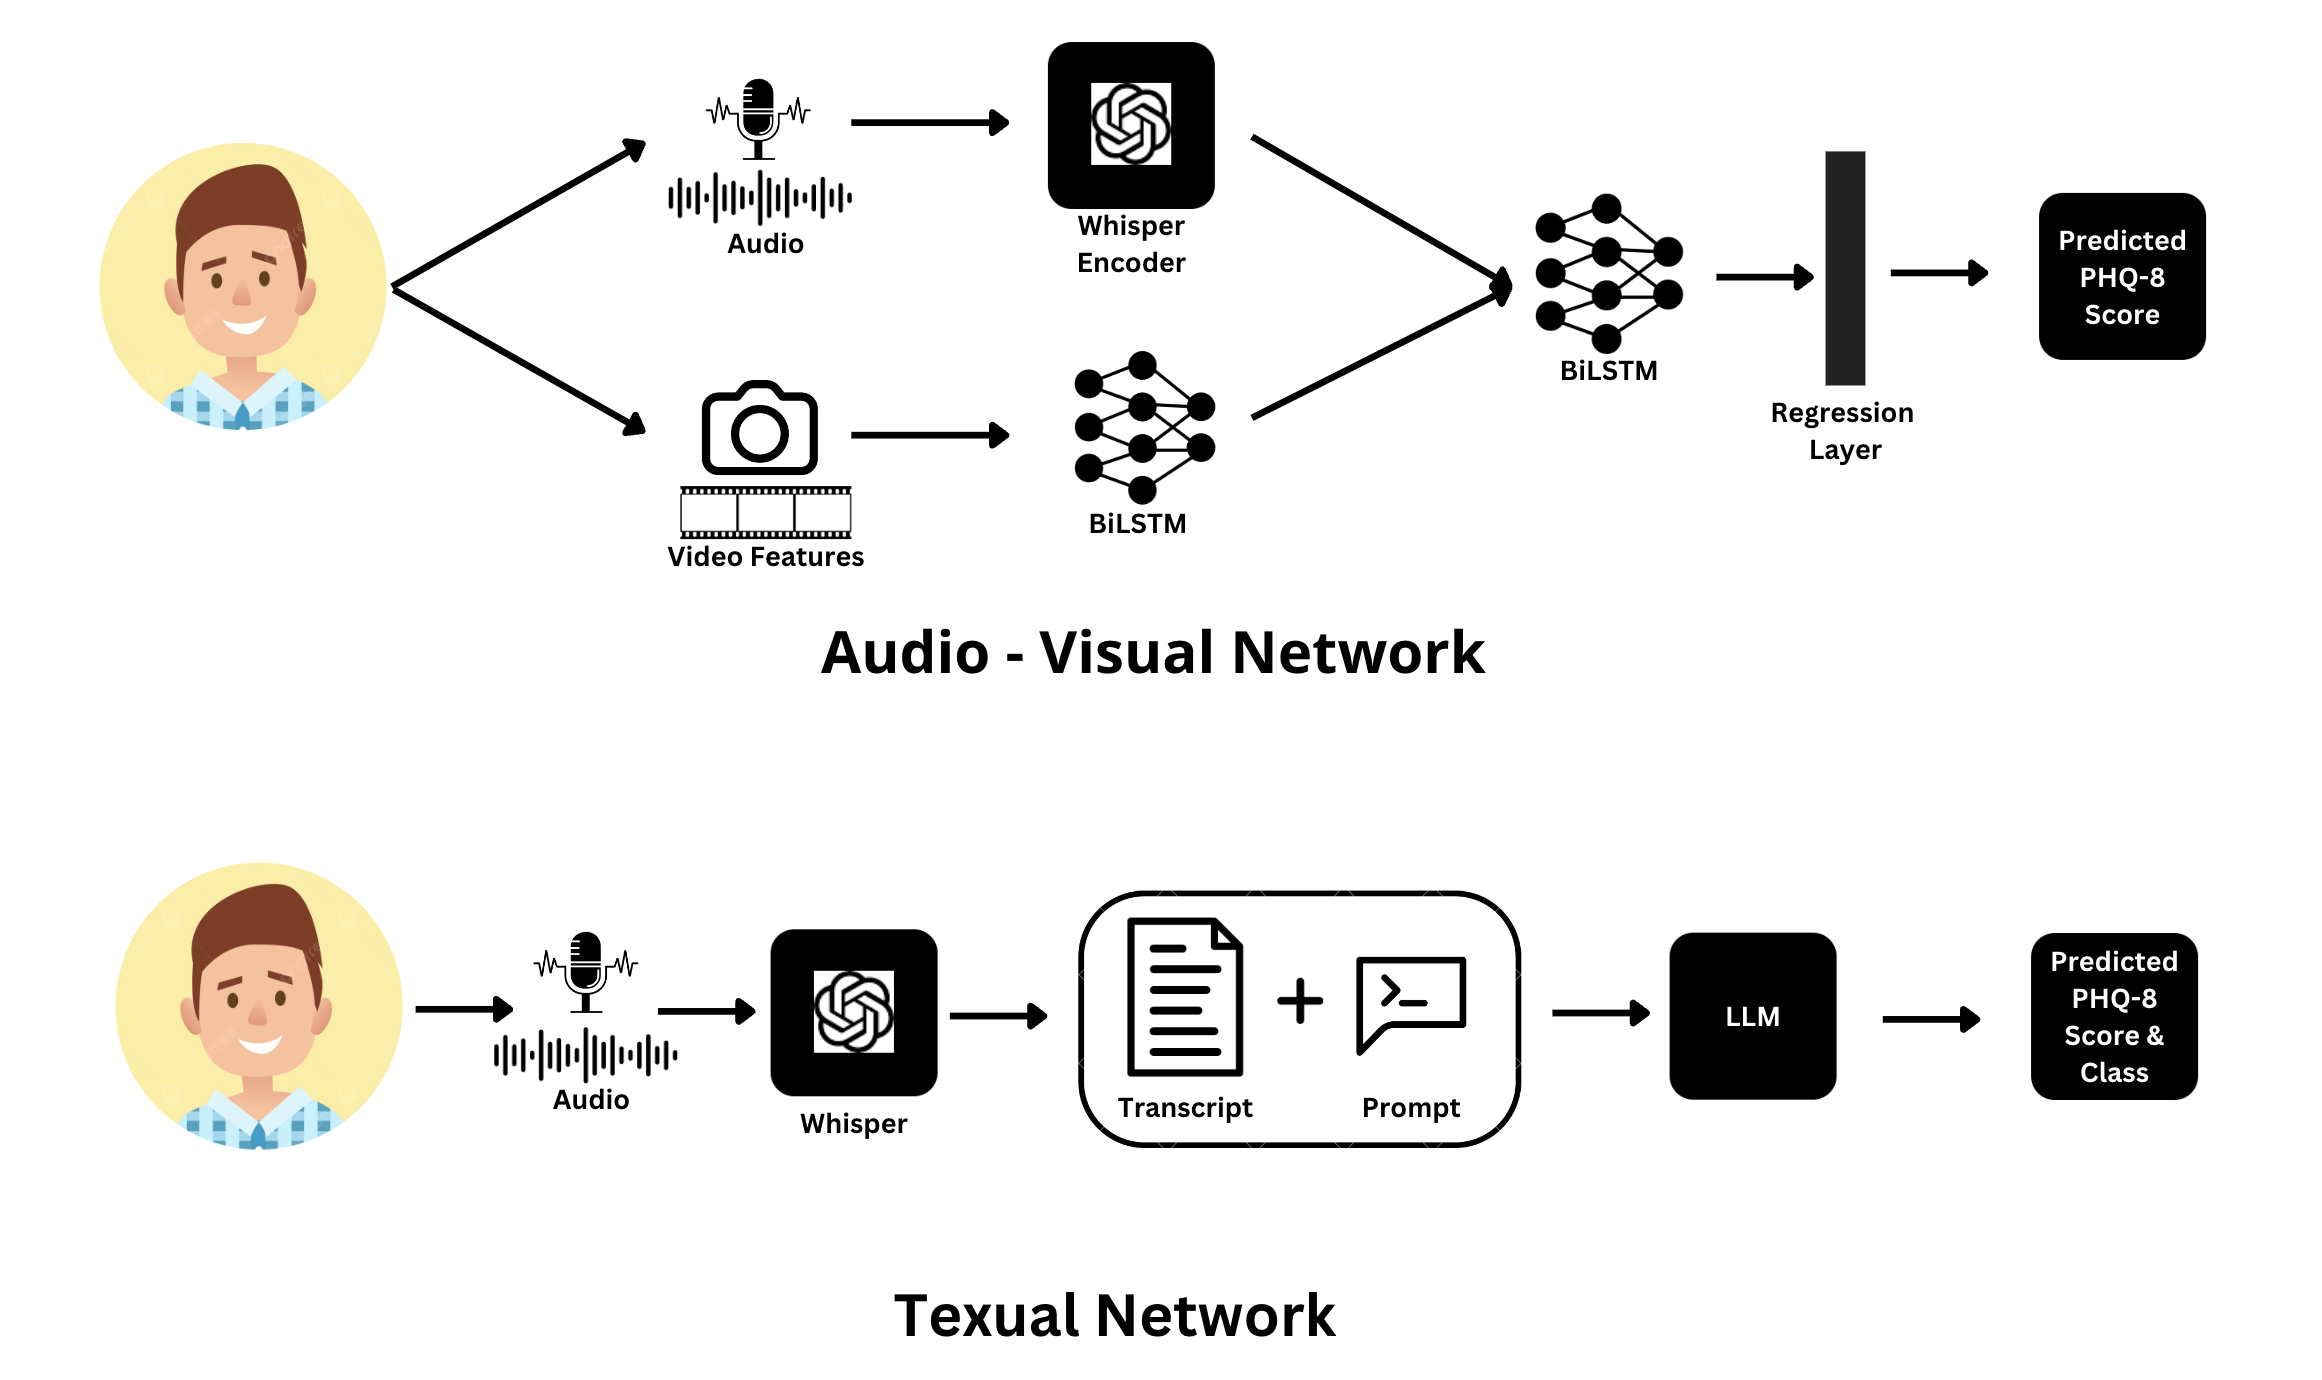 Audio
Whisper
Encoder
Video Features
BiLSTM
BiLSTM
Regression
Layer
Predicted
PHQ-8
Score
Audio - Visual Network
Audio
Whisper
Transcript
Prompt
LLM
Predicted
PHQ-8
Score &
Class
Texual Network